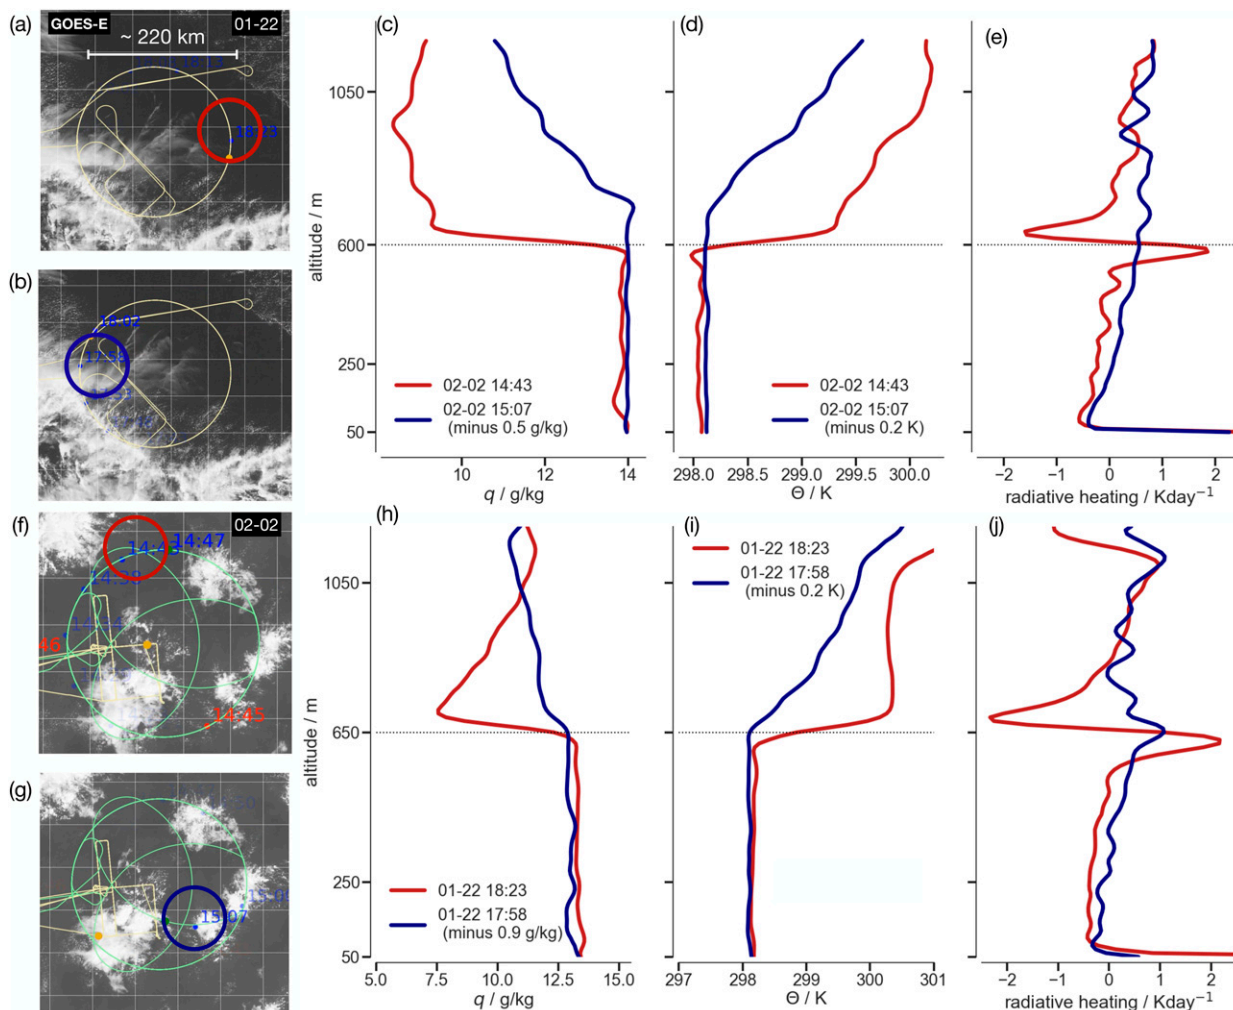 (a)
GOES-E
01-22
~ 220 km
18:23
(b)
18:02
17:58
(c)
altitude / m
1050
600
250
50
02-02 14:43
02-02 15:07
(minus 0.5 g/kg)
10
12
14
q / g/kg
(d)
02-02 14:43
02-02 15:07
(minus 0.2 K)
298.0
298.5
299.0
299.5
300.0
Θ / K
(e)
−2
−1
0
1
2
radiative heating / Kday⁻¹
(f)
02-02
14:43
14:47
14:38
46
14:45
(g)
15:07
(h)
altitude / m
1050
650
250
50
01-22 18:23
01-22 17:58
(minus 0.9 g/kg)
5.0
7.5
10.0
12.5
15.0
q / g/kg
(i)
01-22 18:23
01-22 17:58
(minus 0.2 K)
297
298
299
300
301
Θ / K
(j)
−2
−1
0
1
2
radiative heating / Kday⁻¹